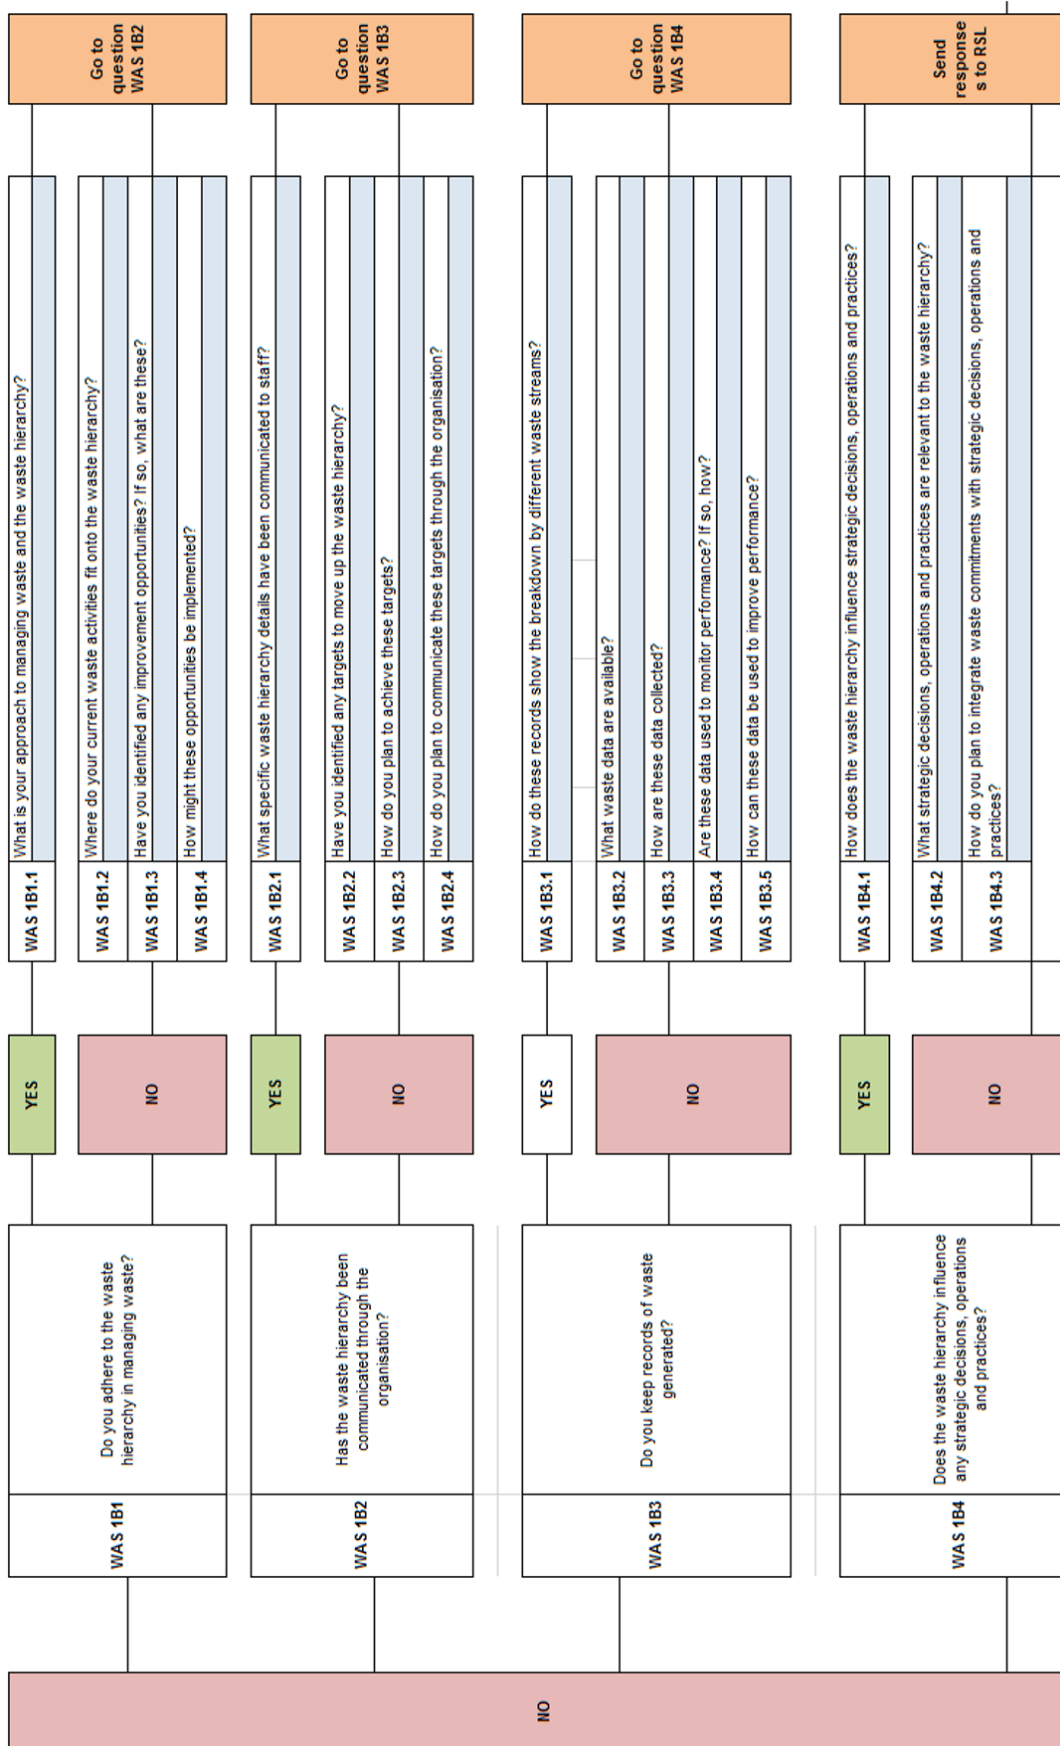 NO
WAS 1B1
Do you adhere to the waste
hierarchy in managing waste?
YES
WAS 1B1.1
What is your approach to managing waste and the waste hierarchy?
NO
WAS 1B1.2
Where do your current waste activities fit onto the waste hierarchy?
WAS 1B1.3
Have you identified any improvement opportunities? If so, what are these?
WAS 1B1.4
How might these opportunities be implemented?
Go to
question
WAS 1B2
WAS 1B2
Has the waste hierarchy been
communicated through the
organisation?
YES
WAS 1B2.1
What specific waste hierarchy details have been communicated to staff?
NO
WAS 1B2.2
Have you identified any targets to move up the waste hierarchy?
WAS 1B2.3
How do you plan to achieve these targets?
WAS 1B2.4
How do you plan to communicate these targets through the organisation?
Go to
question
WAS 1B3
WAS 1B3
Do you keep records of waste
generated?
YES
WAS 1B3.1
How do these records show the breakdown by different waste streams?
NO
WAS 1B3.2
What waste data are available?
WAS 1B3.3
How are these data collected?
WAS 1B3.4
Are these data used to monitor performance? If so, how?
WAS 1B3.5
How can these data be used to improve performance?
Go to
question
WAS 1B4
WAS 1B4
Does the waste hierarchy influence
any strategic decisions, operations
and practices?
YES
WAS 1B4.1
How does the waste hierarchy influence strategic decisions, operations and practices?
NO
WAS 1B4.2
What strategic decisions, operations and practices are relevant to the waste hierarchy?
WAS 1B4.3
How do you plan to integrate waste commitments with strategic decisions, operations and
practices?
Send
response
s to RSL